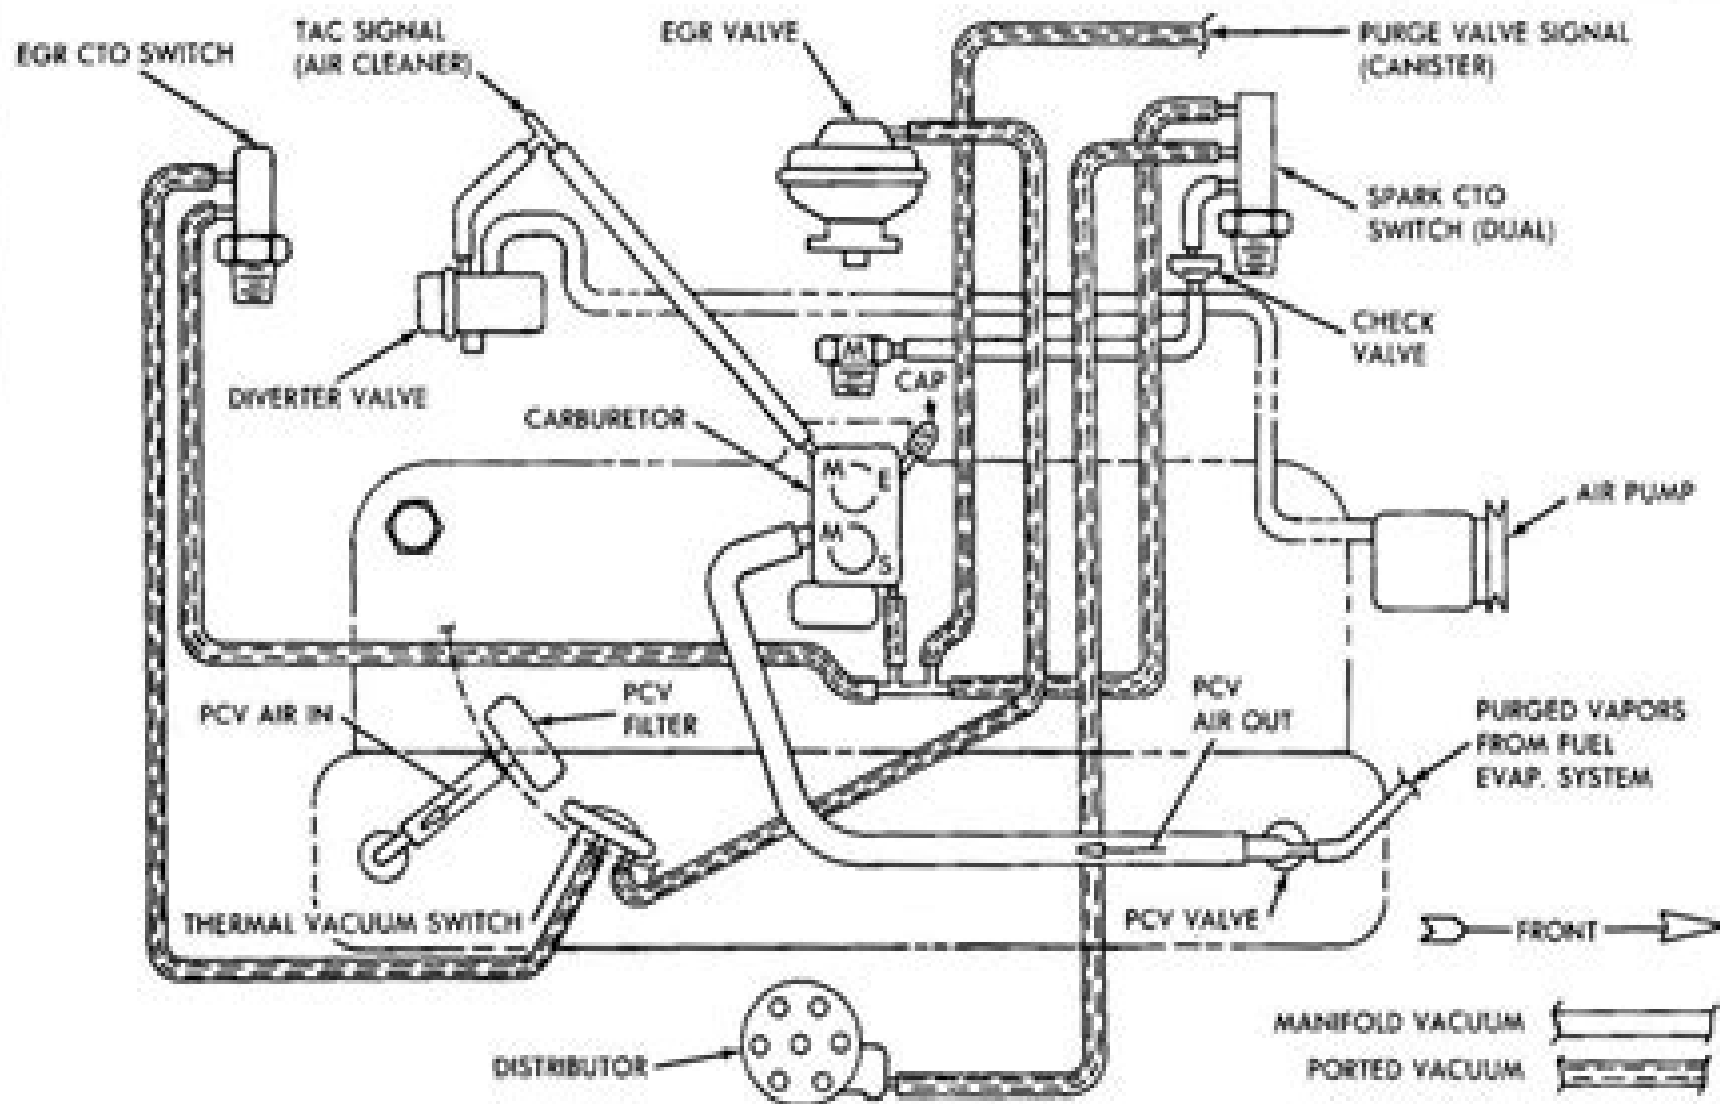 EGR CTO SWITCH
TAC SIGNAL
(AIR CLEANER)
EGR VALVE
PURGE VALVE SIGNAL
(CANISTER)
SPARK CTO
SWITCH (DUAL)
CHECK
VALVE
DIVERTER VALVE
M
CAP
CARBURETOR
M
E
M
S
AIR PUMP
PCV AIR IN
PCV
FILTER
PCV
AIR OUT
PURGED VAPORS
FROM FUEL
EVAP. SYSTEM
THERMAL VACUUM SWITCH
PCV VALVE
FRONT
DISTRIBUTOR
MANIFOLD VACUUM
PORTED VACUUM